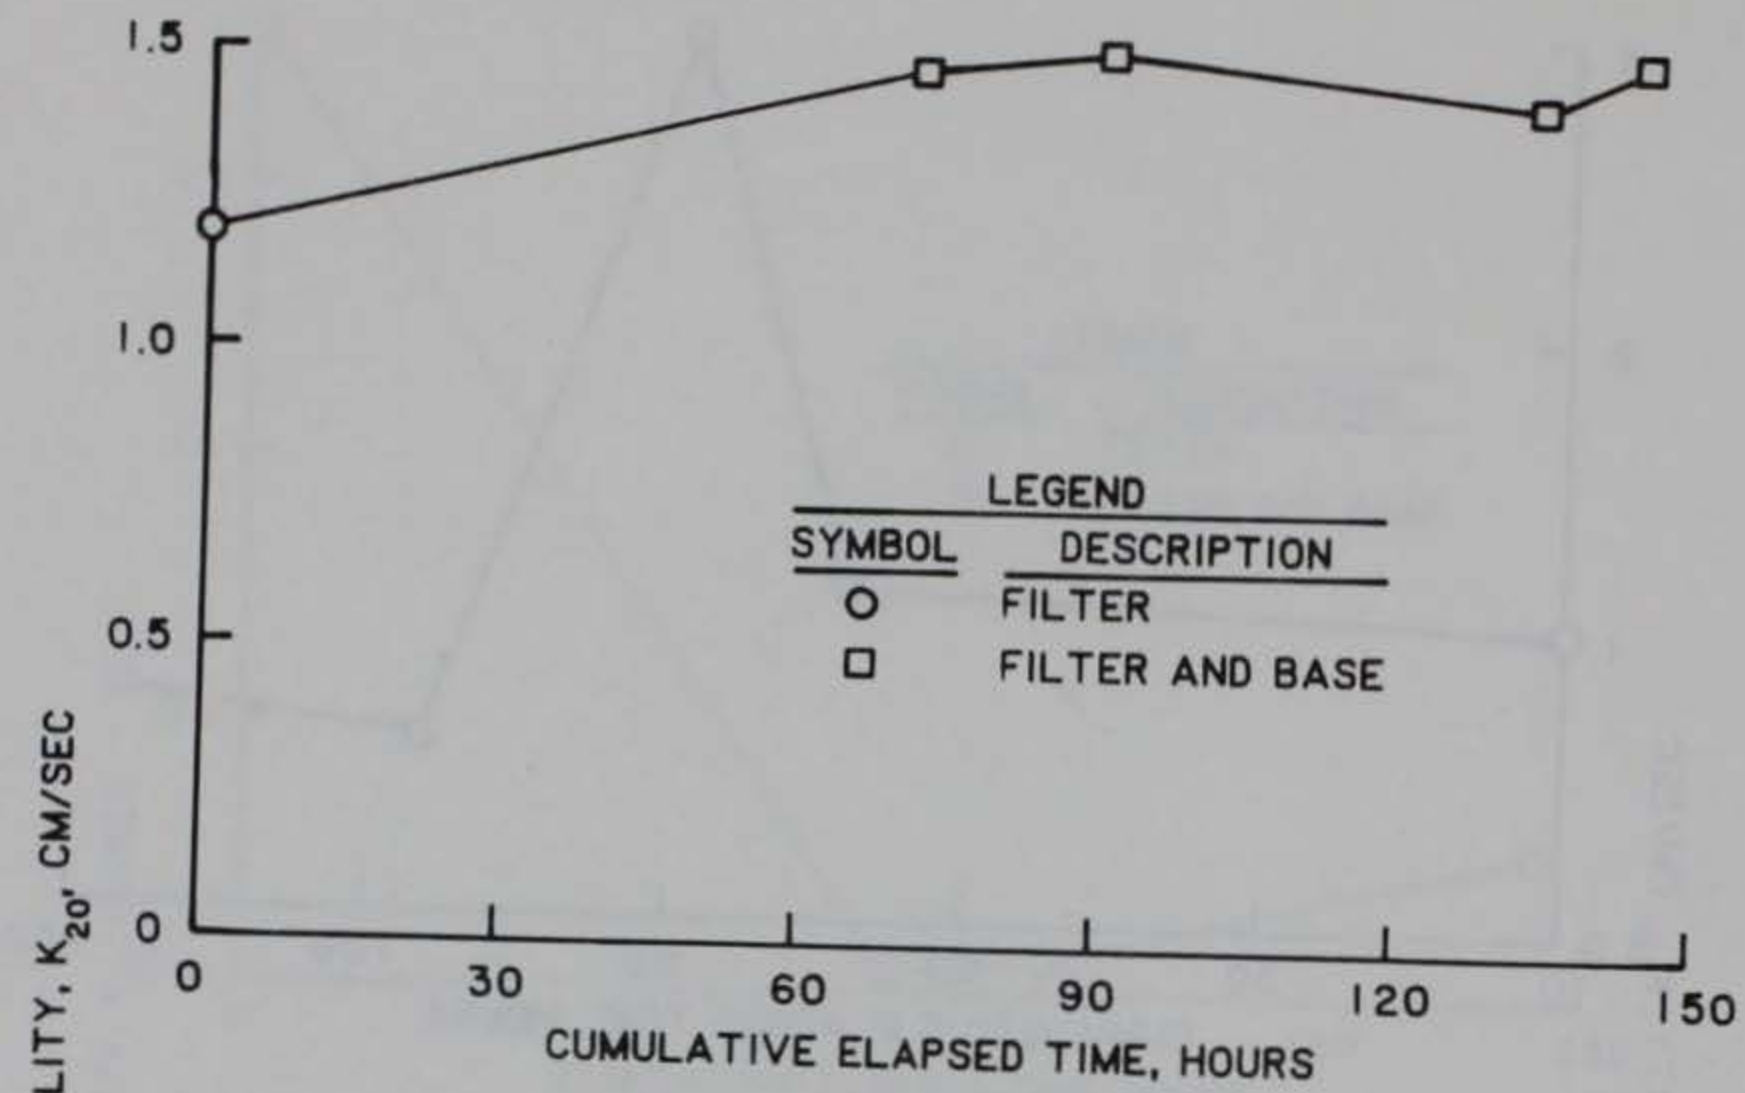 1.5
1.0
0.5
0
LITY, K20, CM/SEC
LEGEND
SYMBOL DESCRIPTION
FILTER
FILTER AND BASE
0 30 60 90 120 150
CUMULATIVE ELAPSED TIME, HOURS